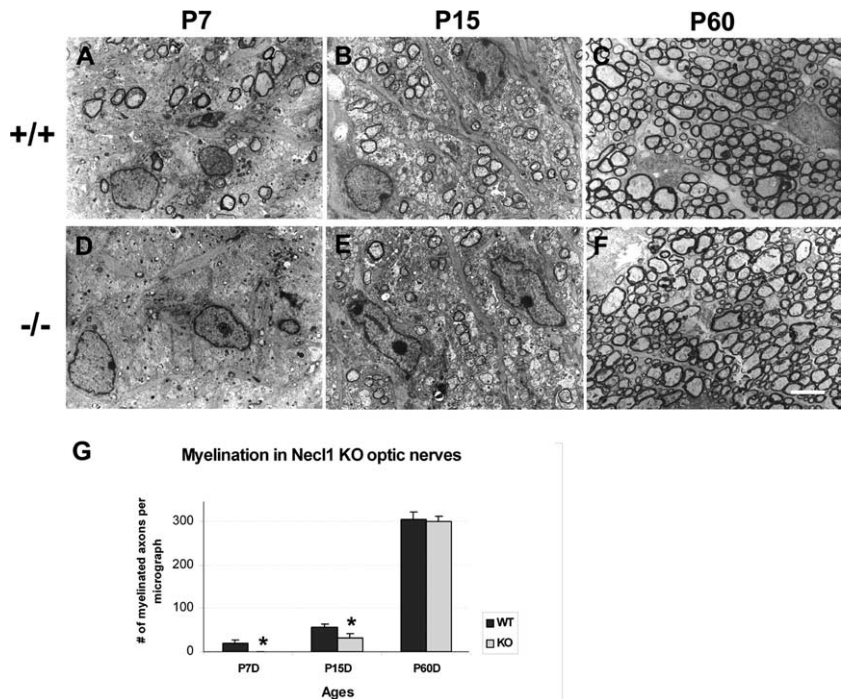 P7 P15 P60
+/+
A B C
-/-
D E F
G Myelination in Necl1 KO optic nerves
# of myelinated axons per
micrograph
300
200
100
0
* *
P7D P15D P60D
Ages
WT
KO